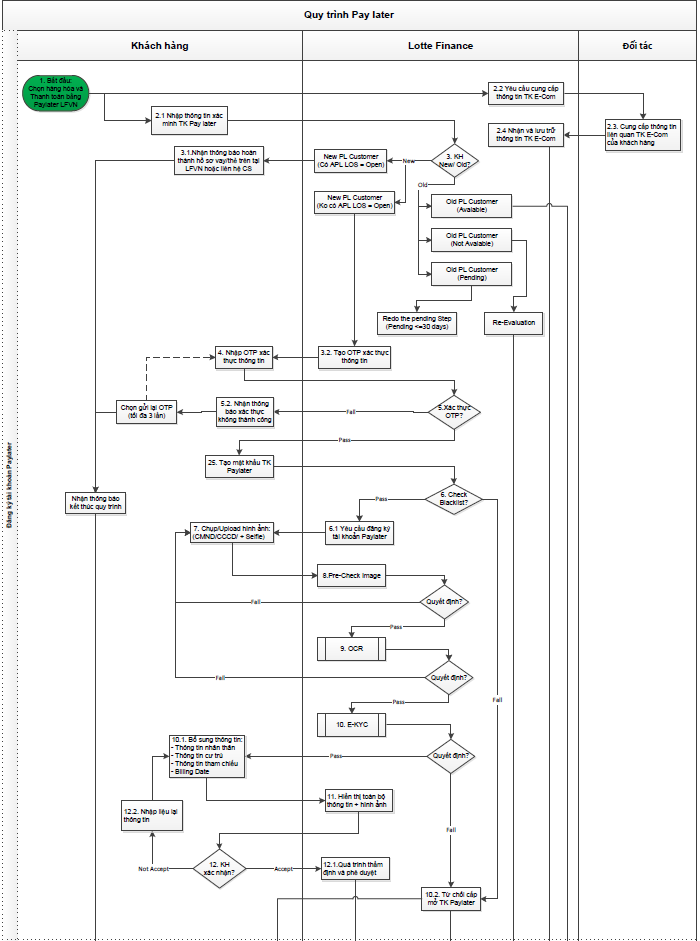 Quy trình Pay later
Khách hàng
Lotte Finance
Đối tác
Đăng ký tài khoản Paylater
1. Bắt đầu:
Chọn hàng hóa và
Thanh toán bằng
Paylater LFVN
2.1 Nhập thông tin xác
minh TK Pay later
2.2 Yêu cầu cung cấp
thông tin TK E-Com
2.3. Cung cấp thông tin
liên quan TK E-Com
của khách hàng
2.4 Nhận và lưu trữ
thông tin TK E-Com
3. KH
New/ Old?
New
Old
New PL Customer
(Có APL LOS = Open)
3.1.Nhận thông báo hoàn
thành hồ sơ vay/thẻ trên tại
LFVN hoặc liên hệ CS
New PL Customer
(Ko có APL LOS = Open)
Old PL Customer
(Avalable)
Old PL Customer
(Not Avalable)
Old PL Customer
(Pending)
Redo the pending Step
(Pending <=30 days)
Re-Evaluation
3.2. Tạo OTP xác thực
thông tin
4. Nhập OTP xác
thực thông tin
5.Xác thực
OTP?
Fail
Pass
5.2. Nhận thông
báo xác thực
không thành công
Chọn gửi lại OTP
(tối đa 3 lần)
25. Tạo mật khẩu TK
Paylater
6. Check
Blacklist?
Pass
Fail
Nhận thông báo
kết thúc quy trình
6.1 Yêu cầu đăng ký
tài khoản Paylater
7. Chụp/Upload hình ảnh:
(CMND/CCCD/ + Selfie)
8.Pre-Check Image
Quyết định?
Fail
Pass
9. OCR
Quyết định?
Fail
Pass
10. E-KYC
Quyết định?
Pass
Fail
10.1. Bổ sung thông tin:
- Thông tin nhân thân
- Thông tin cư trú
- Thông tin tham chiếu
- Billing Date
11. Hiển thị toàn bộ
thông tin + hình ảnh
12.2. Nhập liệu lại
thông tin
12. KH
xác nhận?
Not Accept
Accept
12.1.Quá trình thẩm
định và phê duyệt
10.2. Từ chối cấp
mở TK Paylater